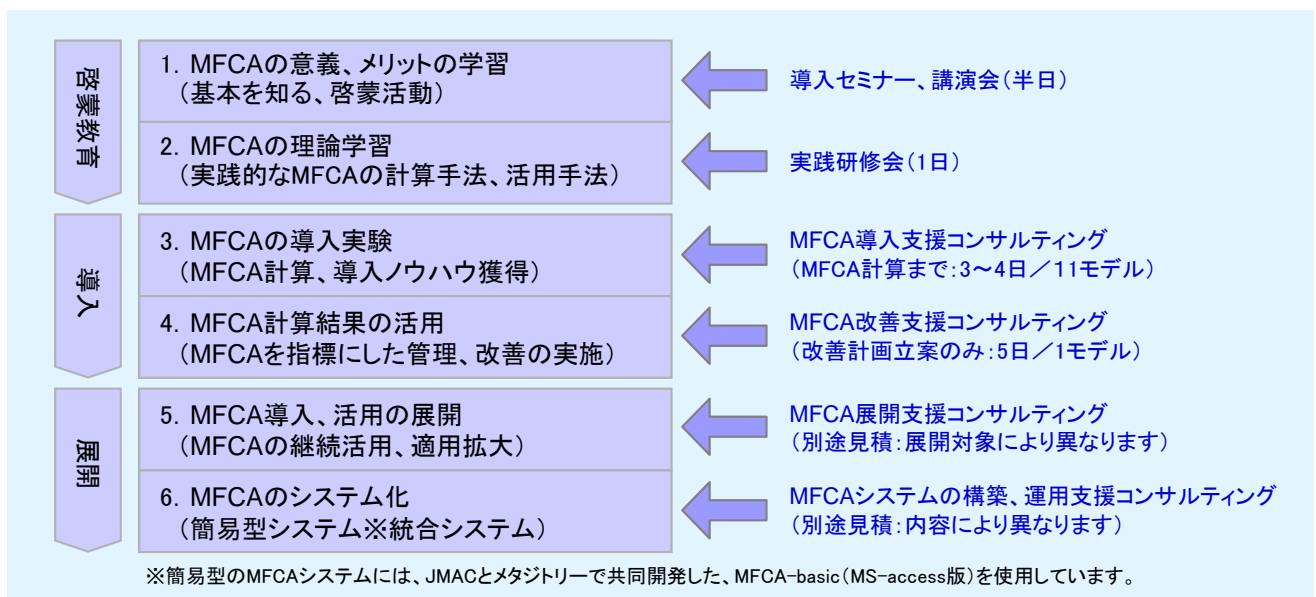 啓蒙教育
1．MFCAの意義、メリットの学習
（基本を知る、啓蒙活動）
導入セミナー、講演会（半日）
2．MFCAの理論学習
（実践的なMFCAの計算手法、活用手法）
実践研修会（1日）
導入
3．MFCAの導入実験
（MFCA計算、導入ノウハウ獲得）
MFCA導入支援コンサルティング
（MFCA計算まで：3～4日／11モデル）
4．MFCA計算結果の活用
（MFCAを指標にした管理、改善の実施）
MFCA改善支援コンサルティング
（改善計画立案のみ：5日／1モデル）
展開
5．MFCA導入、活用の展開
（MFCAの継続活用、適用拡大）
MFCA展開支援コンサルティング
（別途見積：展開対象により異なります）
6．MFCAのシステム化
（簡易型システム※統合システム）
MFCAシステムの構築、運用支援コンサルティング
（別途見積：内容により異なります）
※簡易型のMFCAシステムには、JMACとメタジトリーで共同開発した、MFCA-basic（MS-access版）を使用しています。